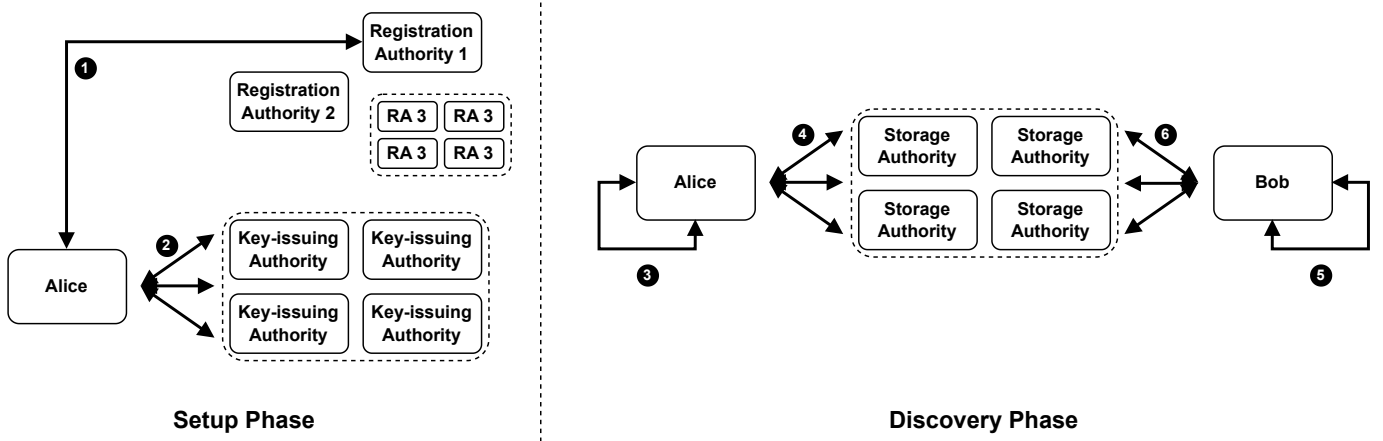 1
Registration
Authority 1
Registration
Authority 2
RA 3
RA 3
RA 3
RA 3
Alice
2
Key-issuing
Authority
Key-issuing
Authority
Key-issuing
Authority
Key-issuing
Authority
Setup Phase
Alice
3
4
Storage
Authority
Storage
Authority
Storage
Authority
Storage
Authority
6
Bob
5
Discovery Phase